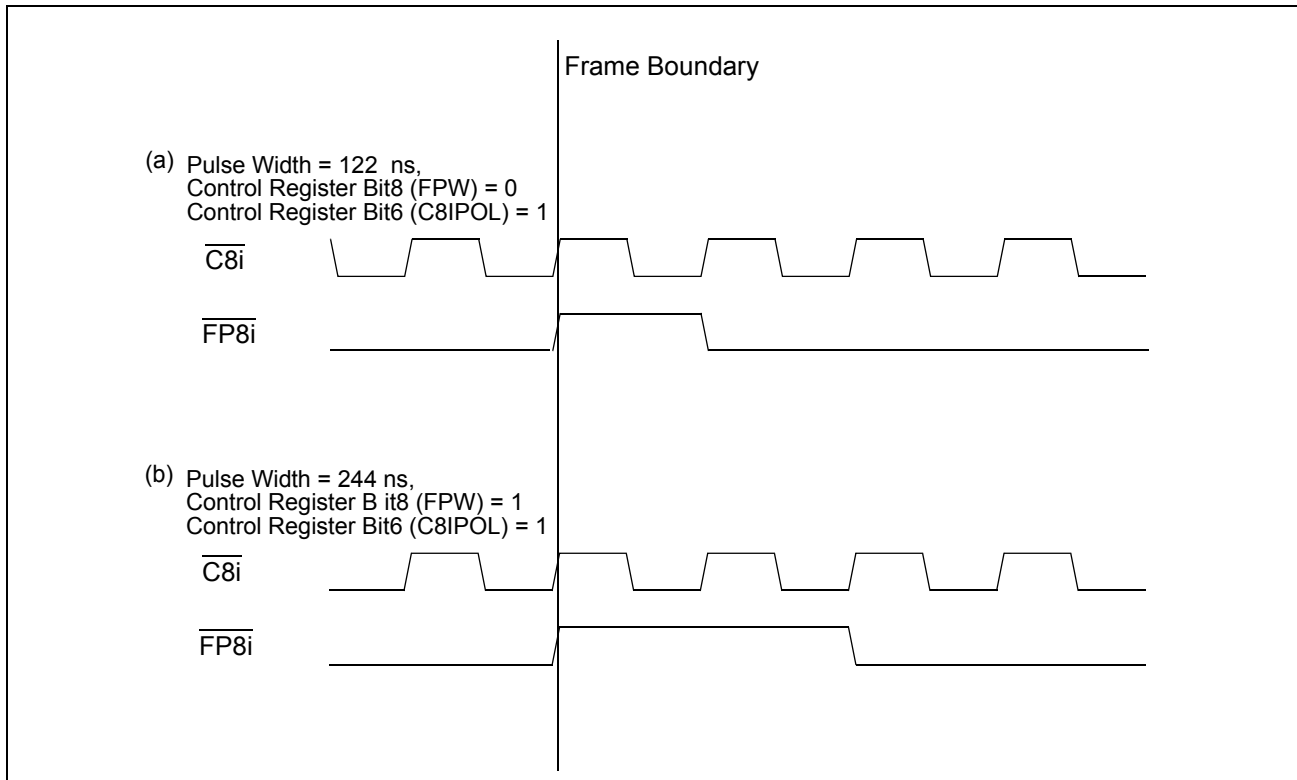 Frame Boundary
(a) Pulse Width = 122 ns,
Control Register Bit8 (FPW) = 0
Control Register Bit6 (C8IPOL) = 1
C8i
FP8i
(b) Pulse Width = 244 ns,
Control Register B it8 (FPW) = 1
Control Register Bit6 (C8IPOL) = 1
C8i
FP8i